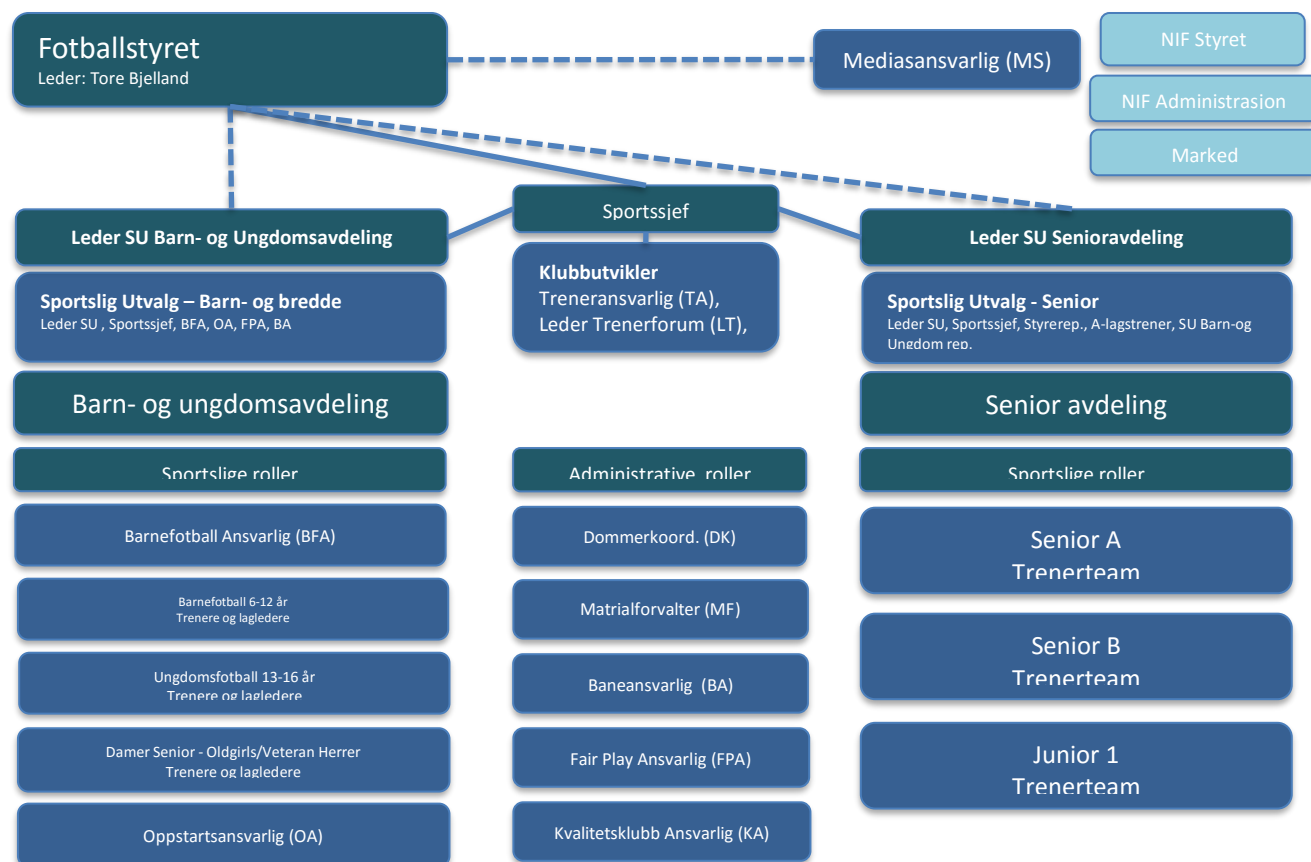 Fotballstyret
Leder: Tore Bjelland
Mediasansvarlig (MS)
NIF Styret
NIF Administrasjon
Marked
Sportssjef
Leder SU Barn- og Ungdomsavdeling
Leder SU Senioravdeling
Sportslig Utvalg – Barn- og bredde
Leder SU , Sportssjef, BFA, OA, FPA, BA
Klubbutvikler
Treneransvarlig (TA),
Leder Trenerforum (LT),
Sportslig Utvalg - Senior
Leder SU, Sportssjef, Styrerep., A-lagstrener, SU Barn-og
Ungdom rep.
Barn- og ungdomsavdeling
Senior avdeling
Sportslige roller
Administrative roller
Sportslige roller
Barnefotball Ansvarlig (BFA)
Barnefotball 6-12 år
Trenere og lagledere
Ungdomsfotball 13-16 år
Trenere og lagledere
Damer Senior - Oldgirls/Veteran Herrer
Trenere og lagledere
Oppstartsansvarlig (OA)
Dommerkoord. (DK)
Matrialforvalter (MF)
Baneansvarlig (BA)
Fair Play Ansvarlig (FPA)
Kvalitetsklubb Ansvarlig (KA)
Senior A
Trenerteam
Senior B
Trenerteam
Junior 1
Trenerteam